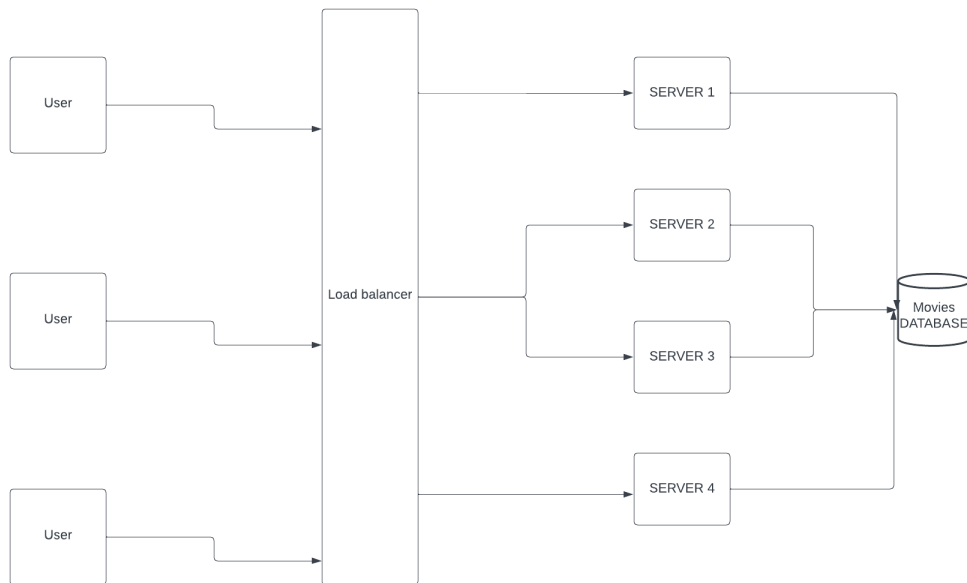 User
User
User
Load balancer
SERVER 1
SERVER 2
SERVER 3
SERVER 4
Movies
DATABASE